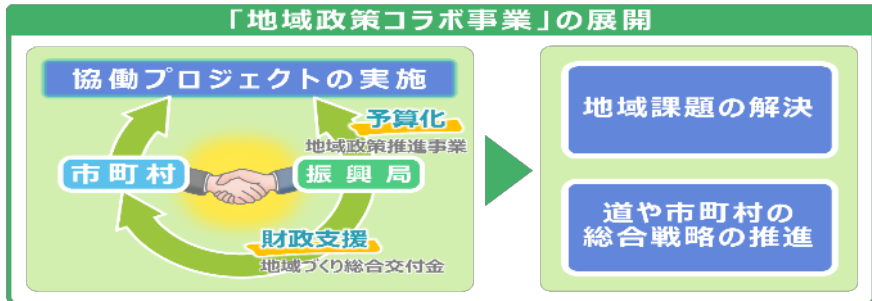 「地域政策コラボ事業」の展開
協働プロジェクトの実施
予算化
地域政策推進事業
市町村
振興局
財政支援
地域づくり総合交付金
地域課題の解決
道や市町村の
総合戦略の推進